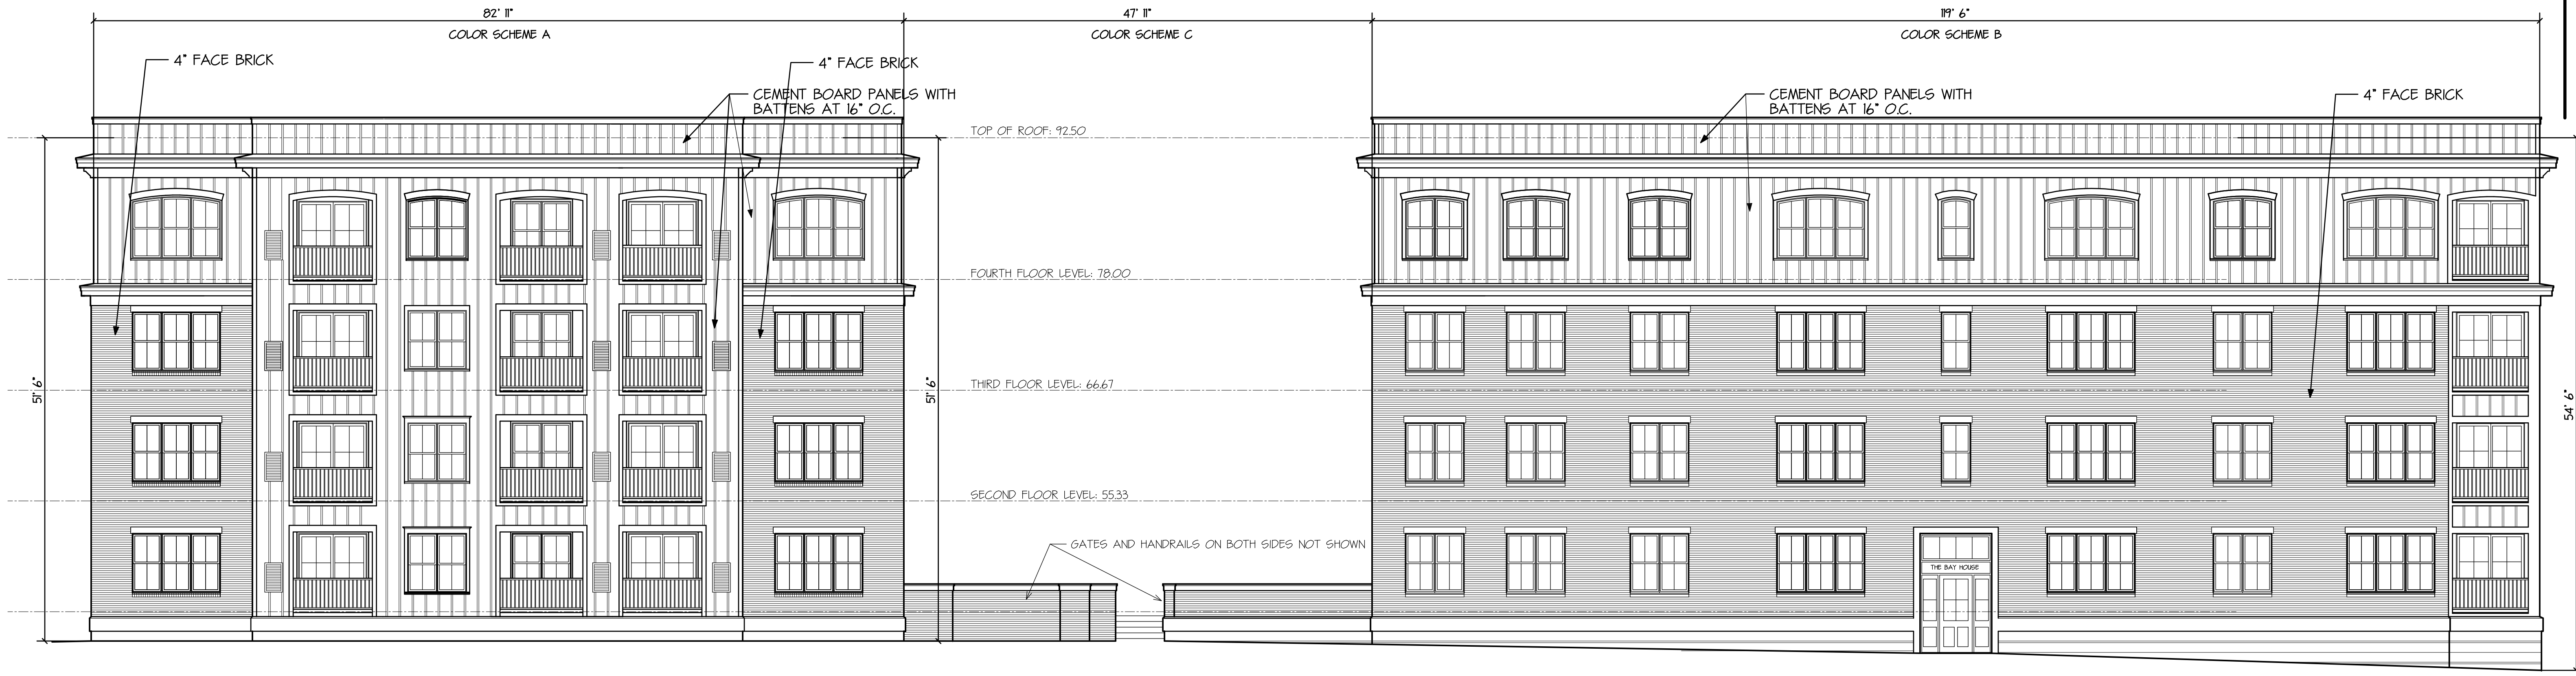 82' 11"
47' 11"
119' 6"
COLOR SCHEME A
COLOR SCHEME C
COLOR SCHEME B
4" FACE BRICK
4" FACE BRICK
CEMENT BOARD PANELS WITH
BATTENS AT 16" O.C.
CEMENT BOARD PANELS WITH
BATTENS AT 16" O.C.
4" FACE BRICK
TOP OF ROOF: 92.50
FOURTH FLOOR LEVEL: 78.00
THIRD FLOOR LEVEL: 66.67
51' 6"
51' 6"
54' 6"
SECOND FLOOR LEVEL: 55.33
GATES AND HANDRAILS ON BOTH SIDES NOT SHOWN
THE BAY HOUSE